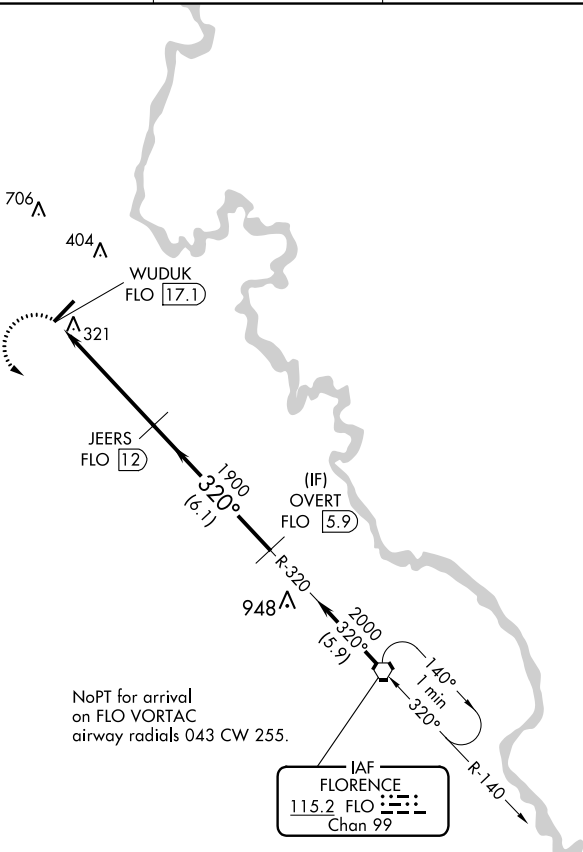 706
404
WUDUK
FLO 17.1
321
JEERS
FLO 12
1900
320°
(6.1)
(IF)
OVERT
FLO 5.9
R-320
948
2000
320°
(5.9)
140°
1 min
320°
NoPT for arrival
on FLO VORTAC
airway radials 043 CW 255.
R-140
IAF
FLORENCE
115.2 FLO
Chan 99